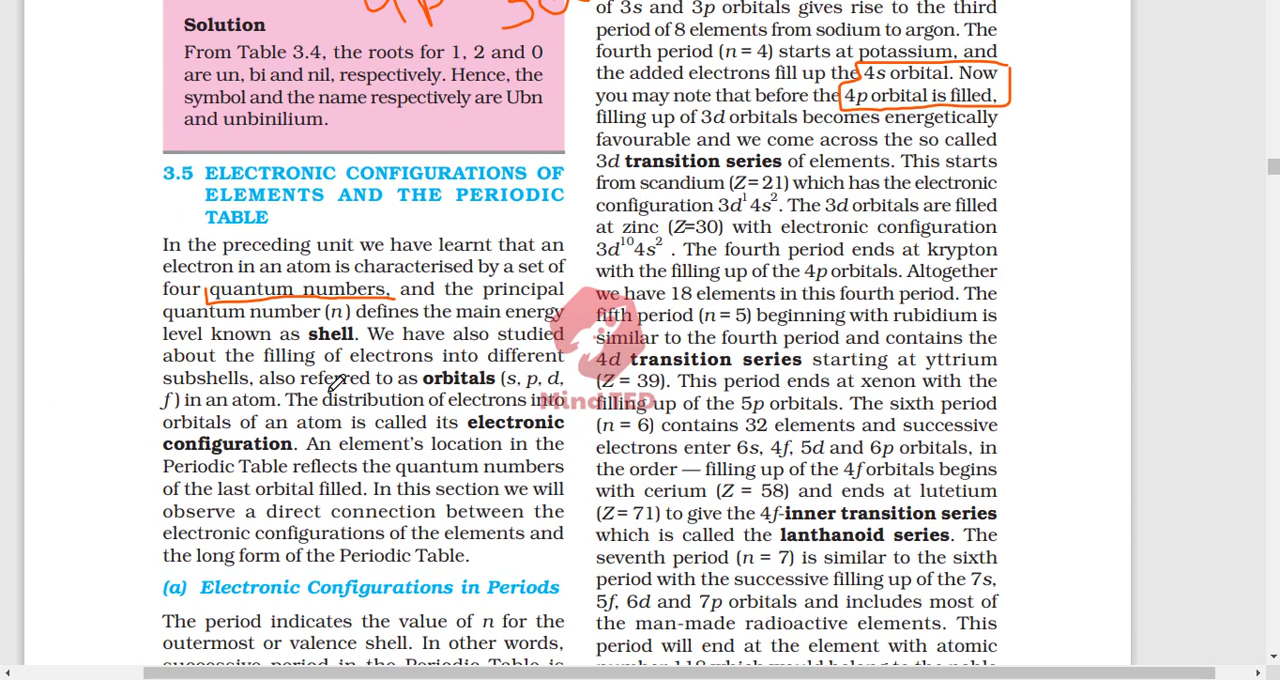 4p 3d
Solution
From Table 3.4, the roots for 1, 2 and 0
are un, bi and nil, respectively. Hence, the
symbol and the name respectively are Ubn
and unbinilium.
3.5 ELECTRONIC CONFIGURATIONS OF
ELEMENTS AND THE PERIODIC
TABLE
In the preceding unit we have learnt that an
electron in an atom is characterised by a set of
four quantum numbers, and the principal
quantum number (n) defines the main energy
level known as shell. We have also studied
about the filling of electrons into different
subshells, also referred to as orbitals (s, p, d,
f) in an atom. The distribution of electrons into
orbitals of an atom is called its electronic
configuration. An element's location in the
Periodic Table reflects the quantum numbers
of the last orbital filled. In this section we will
observe a direct connection between the
electronic configurations of the elements and
the long form of the Periodic Table.
(a) Electronic Configurations in Periods
The period indicates the value of n for the
outermost or valence shell. In other words,
successive period in the Periodic Table is
of 3s and 3p orbitals gives rise to the third
period of 8 elements from sodium to argon. The
fourth period (n = 4) starts at potassium, and
the added electrons fill up the 4s orbital. Now
you may note that before the 4p orbital is filled,
filling up of 3d orbitals becomes energetically
favourable and we come across the so called
3d transition series of elements. This starts
from scandium (Z = 21) which has the electronic
configuration 3d¹4s². The 3d orbitals are filled
at zinc (Z=30) with electronic configuration
3d¹⁰4s² . The fourth period ends at krypton
with the filling up of the 4p orbitals. Altogether
we have 18 elements in this fourth period. The
fifth period (n = 5) beginning with rubidium is
similar to the fourth period and contains the
4d transition series starting at yttrium
(Z = 39). This period ends at xenon with the
filling up of the 5p orbitals. The sixth period
(n = 6) contains 32 elements and successive
electrons enter 6s, 4f, 5d and 6p orbitals, in
the order — filling up of the 4f orbitals begins
with cerium (Z = 58) and ends at lutetium
(Z = 71) to give the 4f-inner transition series
which is called the lanthanoid series. The
seventh period (n = 7) is similar to the sixth
period with the successive filling up of the 7s,
5f, 6d and 7p orbitals and includes most of
the man-made radioactive elements. This
period will end at the element with atomic
number 118 which would belong to the noble
Mind TED